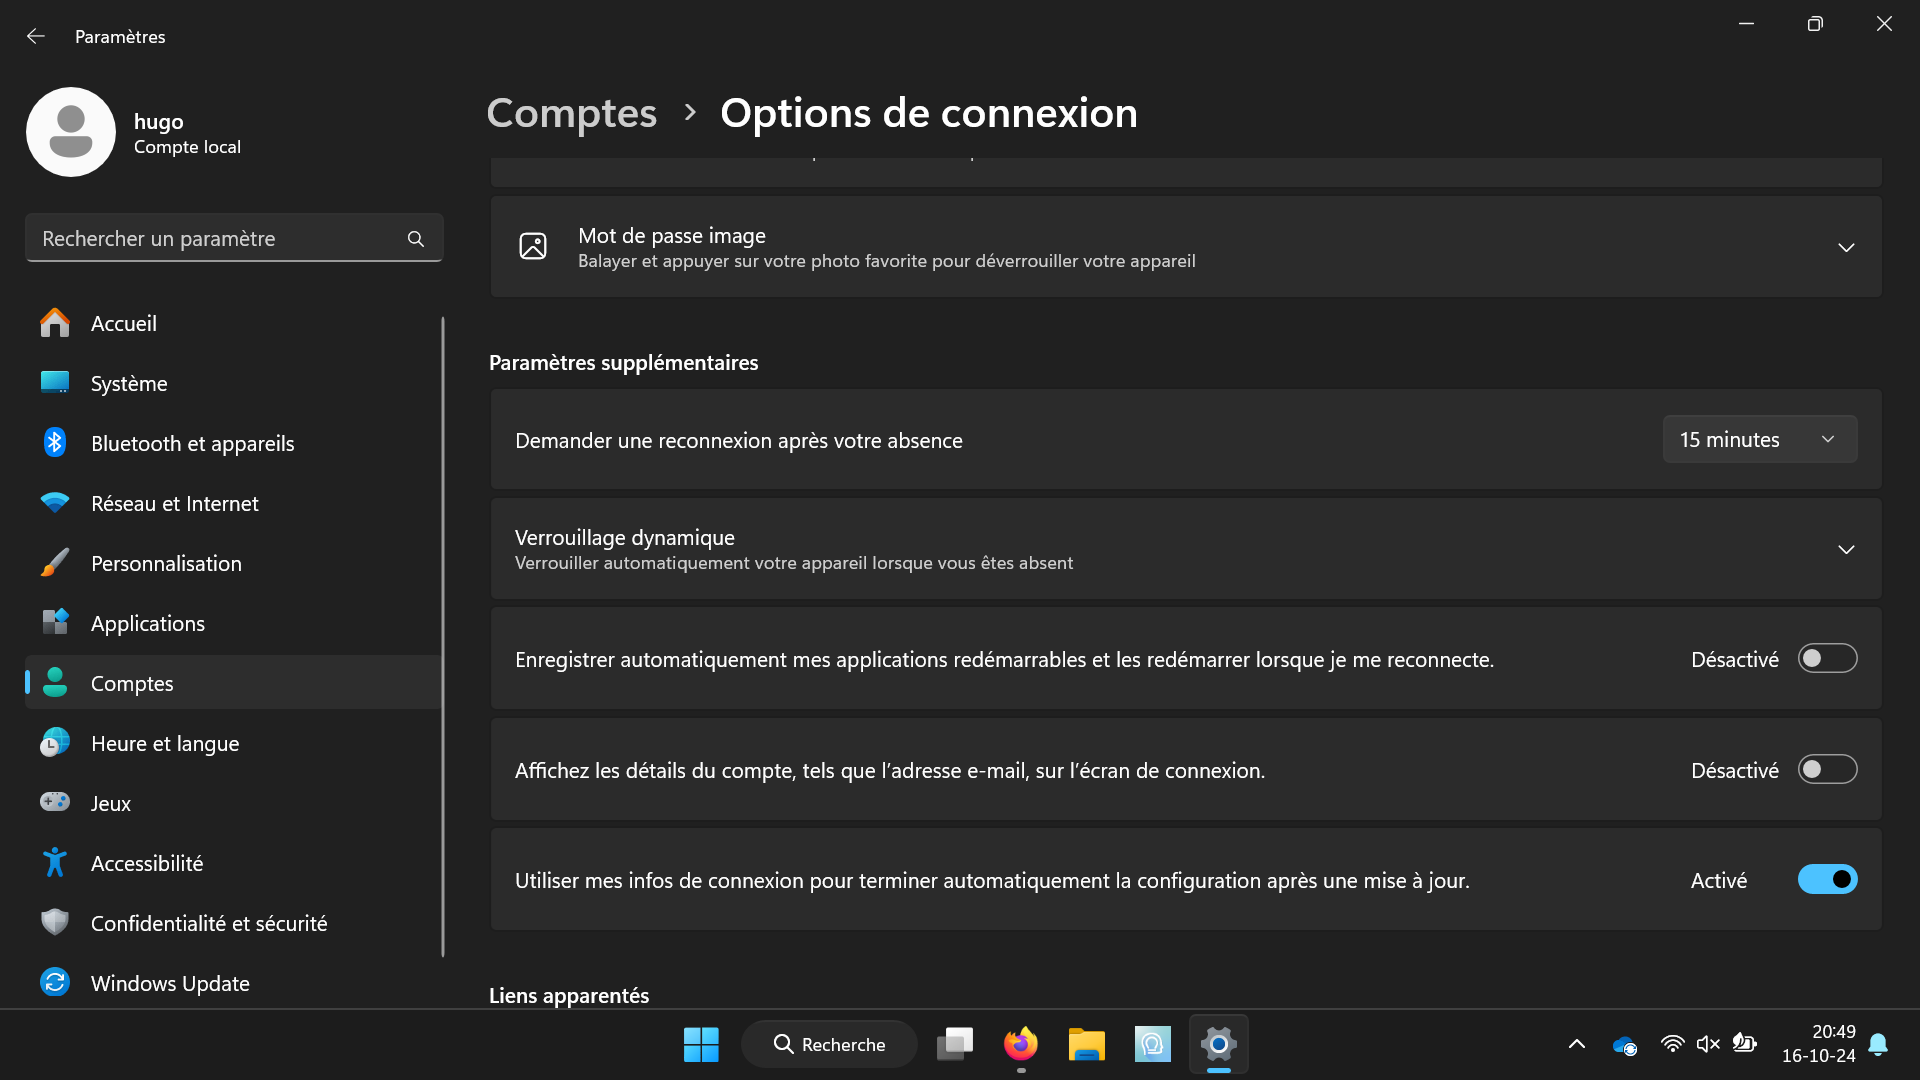 Paramètres
hugo
Compte local
Rechercher un paramètre
Accueil
Système
Bluetooth et appareils
Réseau et Internet
Personnalisation
Applications
Comptes
Heure et langue
Jeux
Accessibilité
Confidentialité et sécurité
Windows Update
Comptes > Options de connexion
Mot de passe image
Balayer et appuyer sur votre photo favorite pour déverrouiller votre appareil
Paramètres supplémentaires
Demander une reconnexion après votre absence
15 minutes
Verrouillage dynamique
Verrouiller automatiquement votre appareil lorsque vous êtes absent
Enregistrer automatiquement mes applications redémarrables et les redémarrer lorsque je me reconnecte.
Désactivé
Affichez les détails du compte, tels que l’adresse e-mail, sur l’écran de connexion.
Désactivé
Utiliser mes infos de connexion pour terminer automatiquement la configuration après une mise à jour.
Activé
Liens apparentés
Recherche
20:49
16-10-24